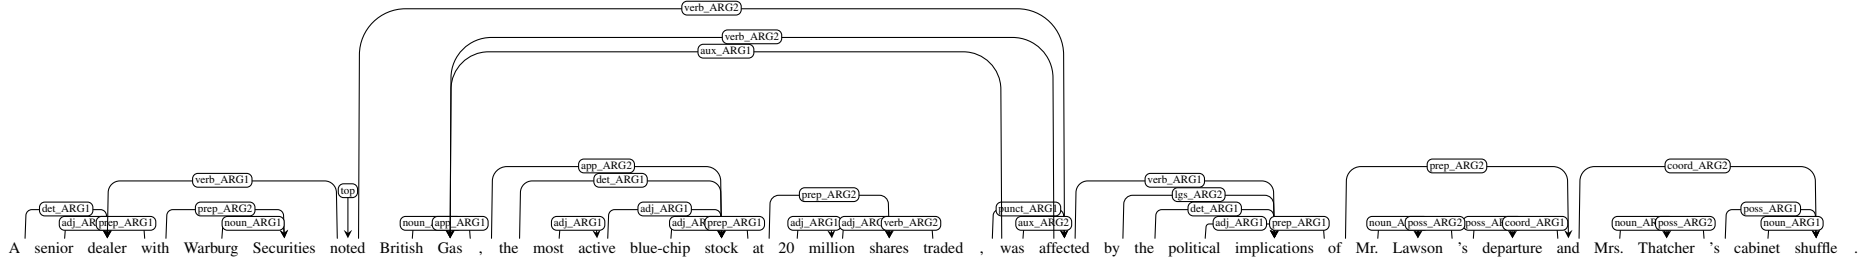 verb_ARG2
verb_ARG2
aux_ARG1
app_ARG2 prep_ARG2 coord_ARG2
verb_ARG1 det_ARG1 verb_ARG1
top prep_ARG2 lgs_ARG2
det_ARG1 prep_ARG2 adj_ARG1 punct_ARG1 det_ARG1 poss_ARG1
prep_ARG1 noun_ARG1 app_ARG1 adj_ARG1 prep_ARG1 adj_ARG1 verb_ARG2 aux_ARG2 adj_ARG1 prep_ARG1 poss_ARG2 coord_ARG1 poss_ARG2 noun_ARG1
A senior dealer with Warburg Securities noted British Gas , the most active blue-chip stock at 20 million shares traded , was affected by the political implications of Mr. Lawson 's departure and Mrs. Thatcher 's cabinet shuffle .